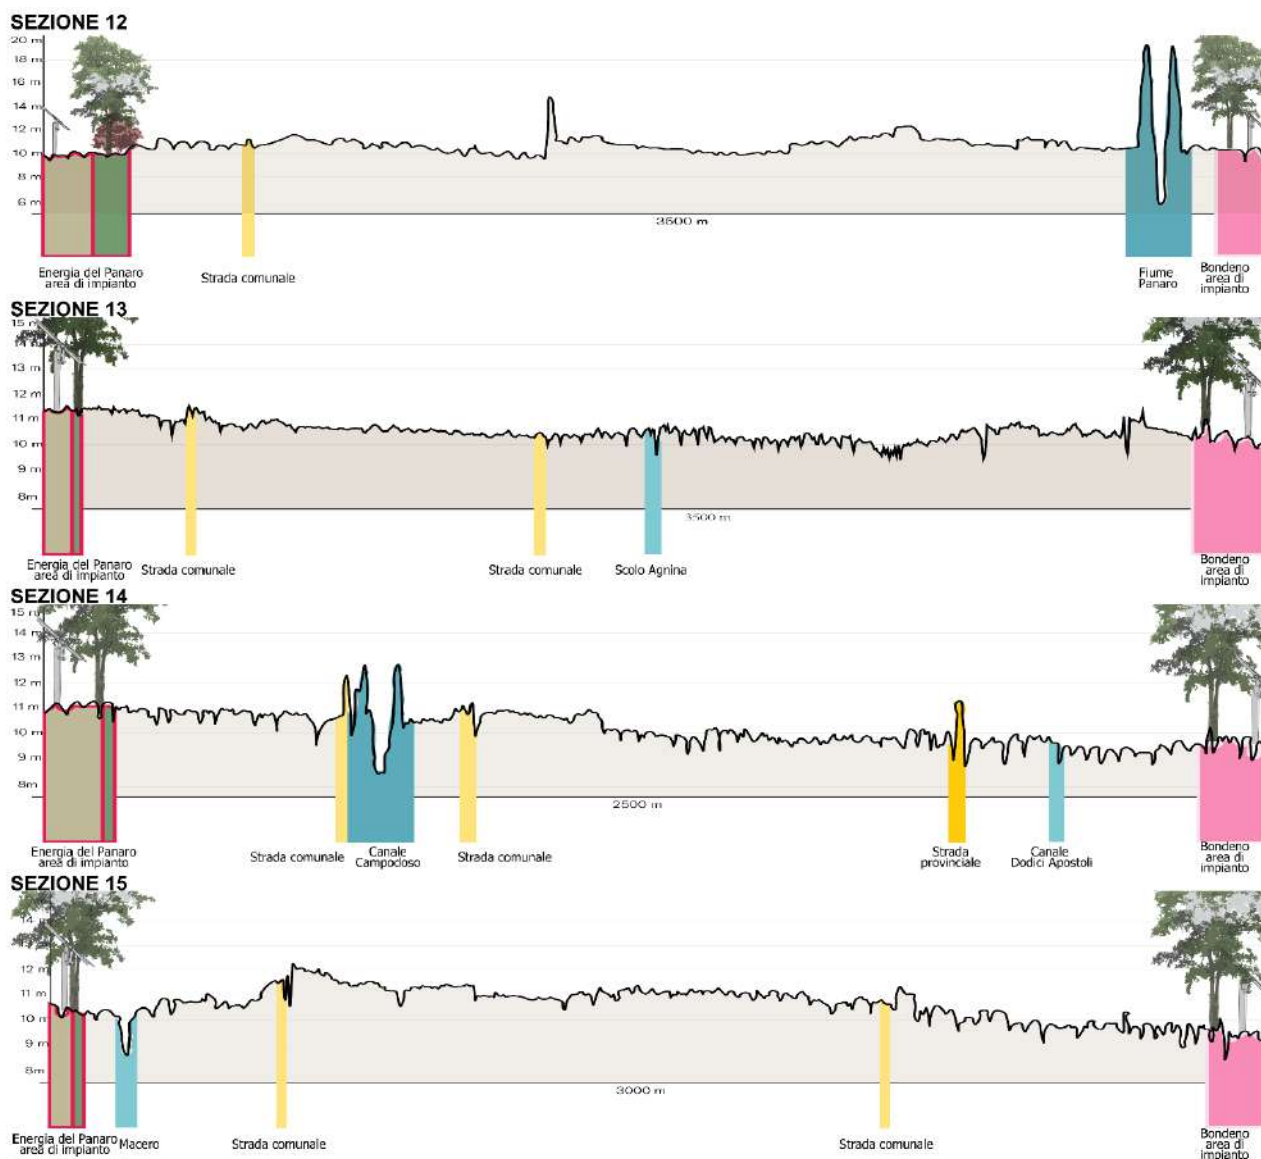 SEZIONE 12
20 m
18 m
16 m
14 m
12 m
10 m
8 m
6 m
3500 m
Energia del Panaro
area di impianto
Strada comunale
Fiume
Panaro
Bondeno
area di
impianto
SEZIONE 13
15 m
13 m
12 m
11 m
10 m
9 m
8m
3500 m
Energia del Panaro
area di impianto
Strada comunale
Strada comunale
Scolo Agnina
Bondeno
area di
impianto
SEZIONE 14
15 m
14 m
13 m
12 m
11 m
10 m
9 m
8m
2500 m
Energia del Panaro
area di impianto
Strada comunale
Canale
Campodoso
Strada comunale
Strada
provinciale
Canale
Dodici Apostoli
Bondeno
area di
impianto
SEZIONE 15
14 m
12 m
11 m
10 m
9 m
8m
3000 m
Energia del Panaro
area di impianto
Macero
Strada comunale
Strada comunale
Bondeno
area di
impianto